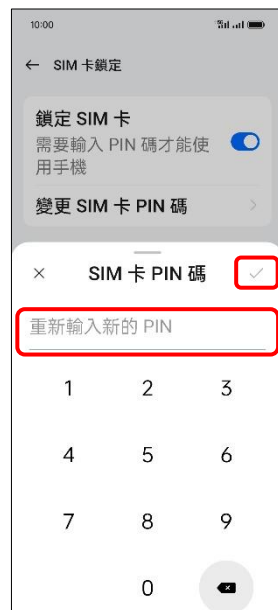 10:00
← SIM 卡鎖定
鎖定 SIM 卡
需要輸入 PIN 碼才能使
用手機
變更 SIM 卡 PIN 碼
SIM 卡 PIN 碼
重新輸入新的 PIN
1 2 3
4 5 6
7 8 9
0